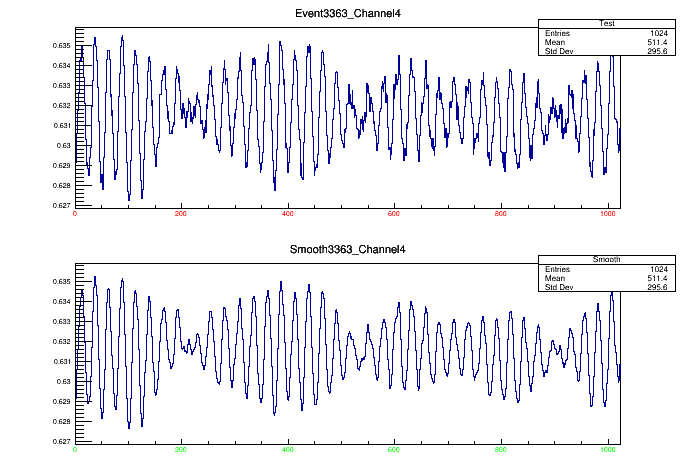 Event3363_Channel4
Test
Entries 1024
Mean 511.4
Std Dev 295.6
0.635
0.634
0.633
0.632
0.631
0.63
0.629
0.628
0.627
0 200 400 600 800 1000
Smooth3363_Channel4
Smooth
Entries 1024
Mean 511.4
Std Dev 295.6
0.635
0.634
0.633
0.632
0.631
0.63
0.629
0.628
0.627
0 200 400 600 800 1000